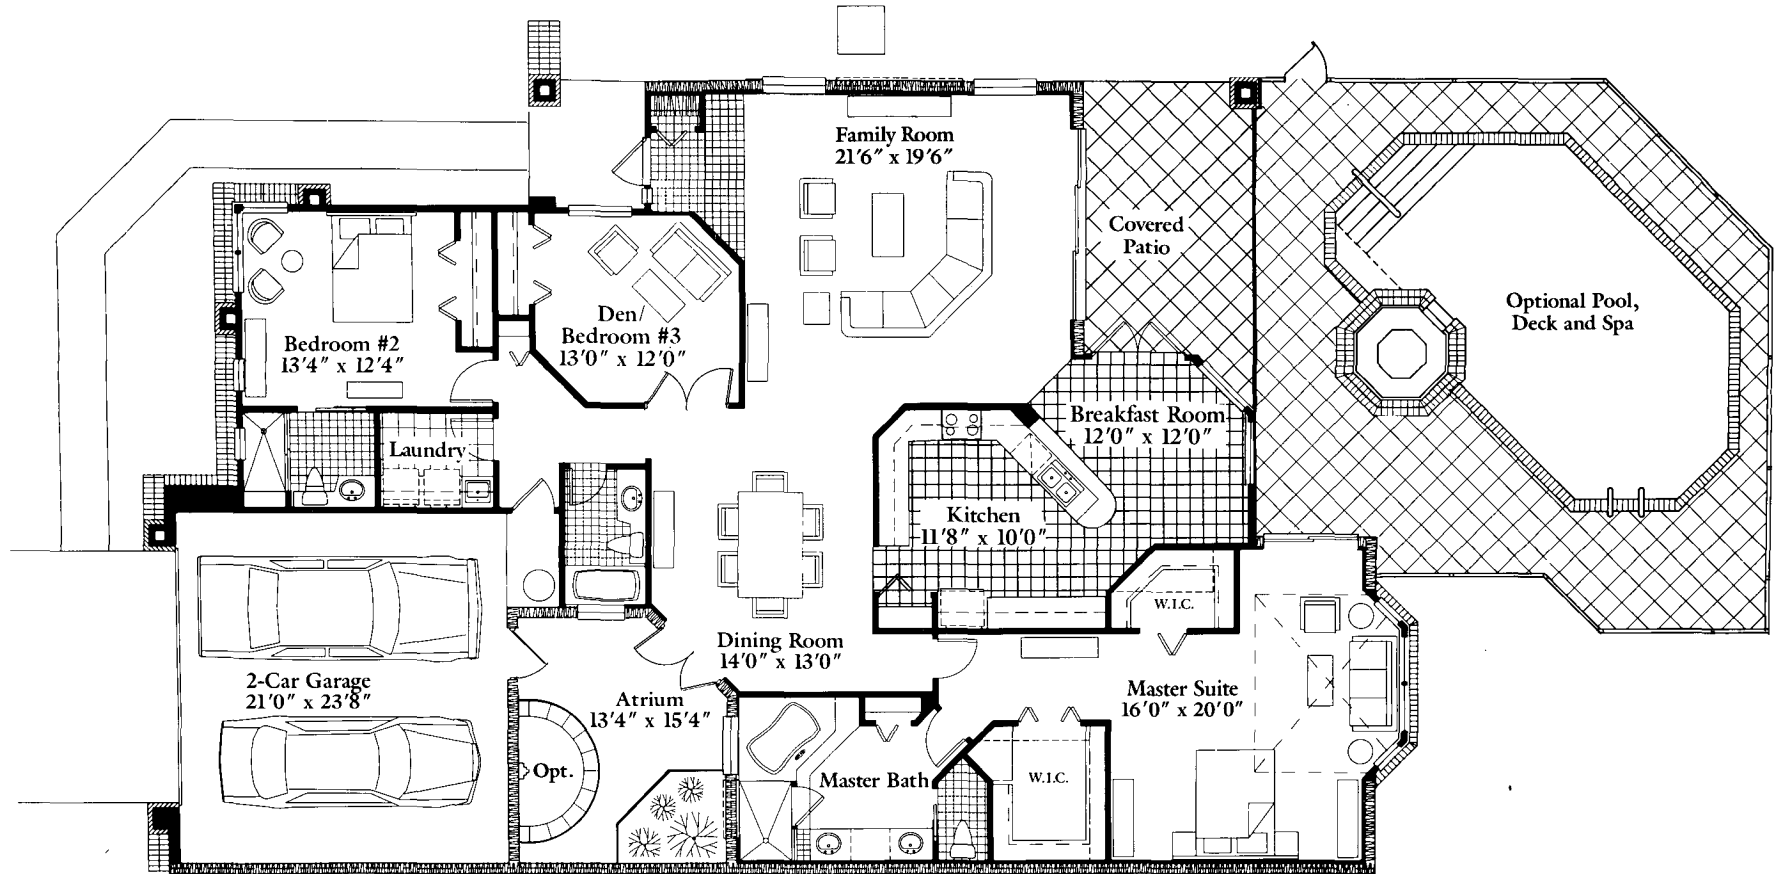 Family Room
21'6" x 19'6"
Covered
Patio
Optional Pool,
Deck and Spa
Den/
Bedroom #3
13'0" x 12'0"
Bedroom #2
13'4" x 12'4"
Breakfast Room
12'0" x 12'0"
Laundry
Kitchen
11'8" x 10'0"
W.I.C.
Dining Room
14'0" x 13'0"
2-Car Garage
21'0" x 23'8"
Atrium
13'4" x 15'4"
Master Suite
16'0" x 20'0"
Opt.
Master Bath
W.I.C.